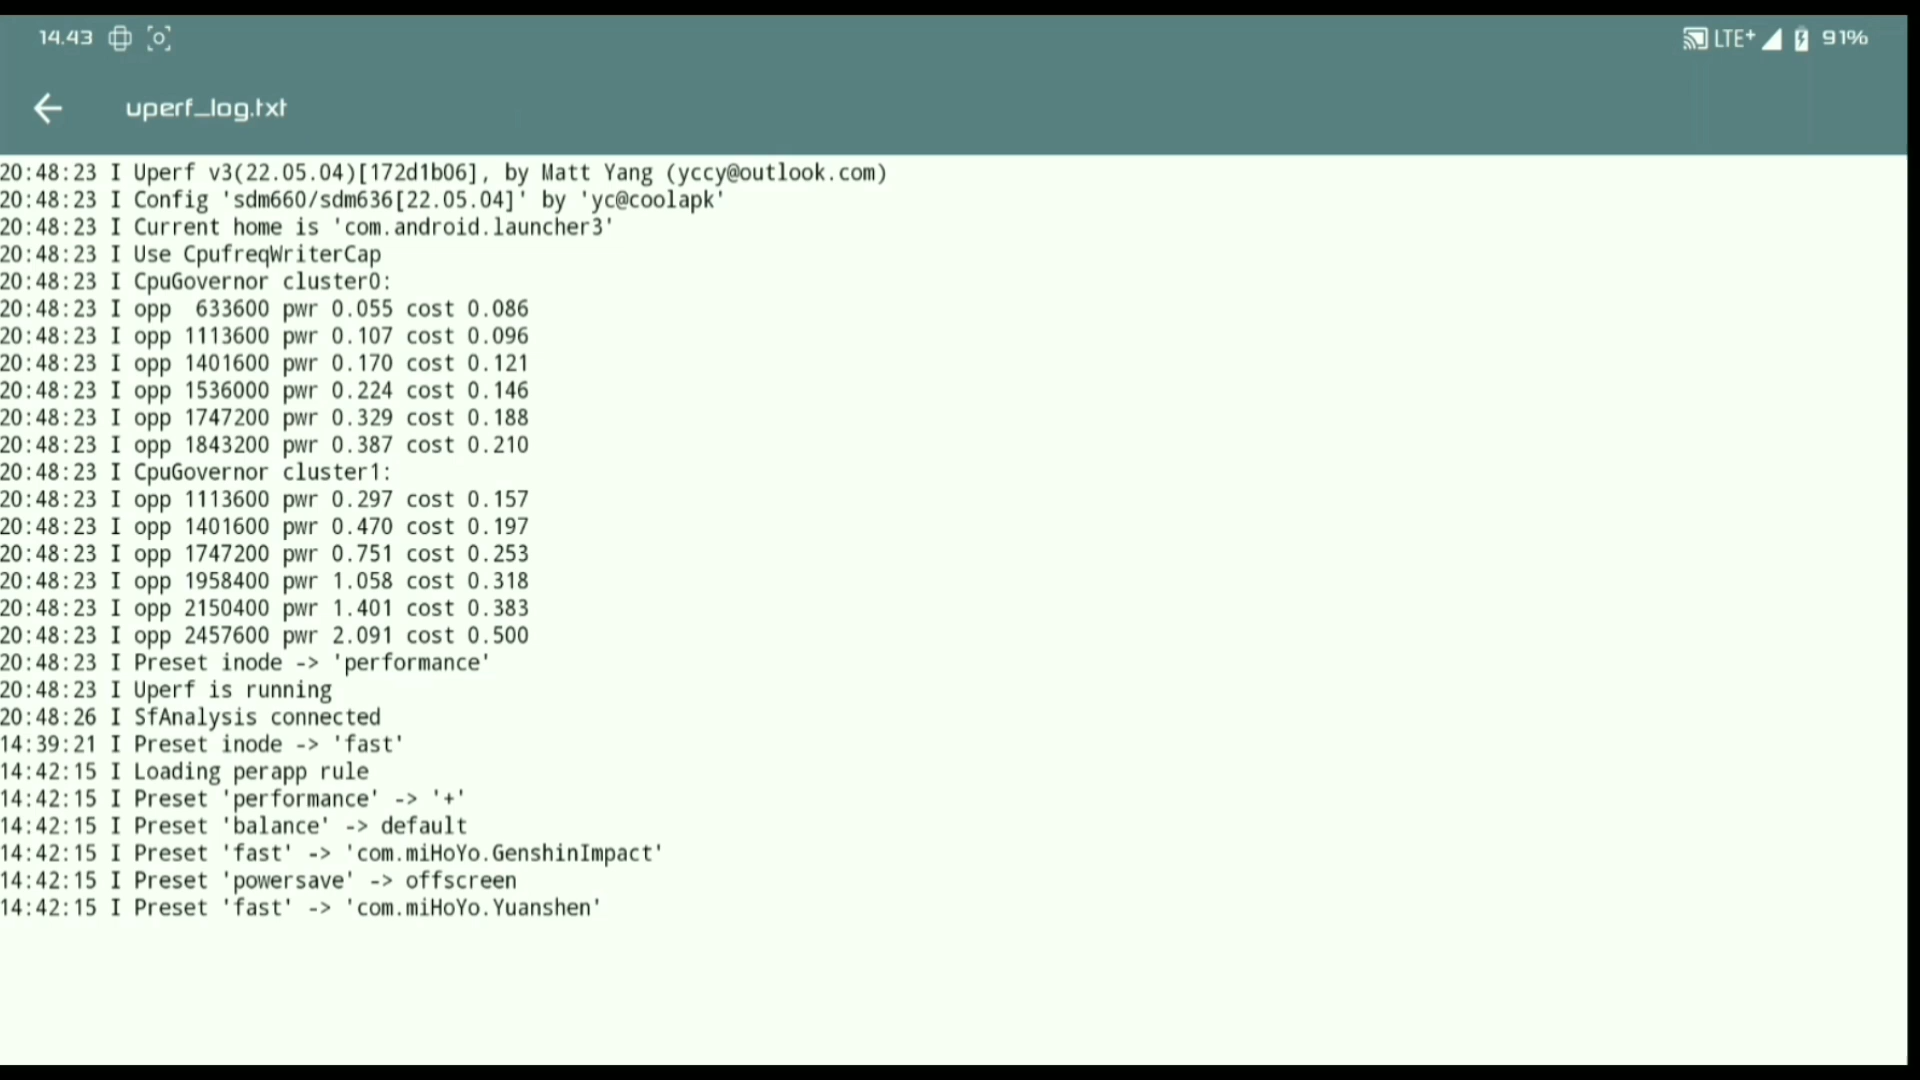 14.43 LTE+ 91%
uperf_log.txt
20:48:23 I Uperf v3(22.05.04)[172d1b06], by Matt Yang (yccy@outlook.com)
20:48:23 I Config 'sdm660/sdm636[22.05.04]' by 'yc@coolapk'
20:48:23 I Current home is 'com.android.launcher3'
20:48:23 I Use CpufreqWriterCap
20:48:23 I CpuGovernor cluster0:
20:48:23 I opp  633600 pwr 0.055 cost 0.086
20:48:23 I opp 1113600 pwr 0.107 cost 0.096
20:48:23 I opp 1401600 pwr 0.170 cost 0.121
20:48:23 I opp 1536000 pwr 0.224 cost 0.146
20:48:23 I opp 1747200 pwr 0.329 cost 0.188
20:48:23 I opp 1843200 pwr 0.387 cost 0.210
20:48:23 I CpuGovernor cluster1:
20:48:23 I opp 1113600 pwr 0.297 cost 0.157
20:48:23 I opp 1401600 pwr 0.470 cost 0.197
20:48:23 I opp 1747200 pwr 0.751 cost 0.253
20:48:23 I opp 1958400 pwr 1.058 cost 0.318
20:48:23 I opp 2150400 pwr 1.401 cost 0.383
20:48:23 I opp 2457600 pwr 2.091 cost 0.500
20:48:23 I Preset inode -> 'performance'
20:48:23 I Uperf is running
20:48:26 I SfAnalysis connected
14:39:21 I Preset inode -> 'fast'
14:42:15 I Loading perapp rule
14:42:15 I Preset 'performance' -> '+'
14:42:15 I Preset 'balance' -> default
14:42:15 I Preset 'fast' -> 'com.miHoYo.GenshinImpact'
14:42:15 I Preset 'powersave' -> offscreen
14:42:15 I Preset 'fast' -> 'com.miHoYo.Yuanshen'